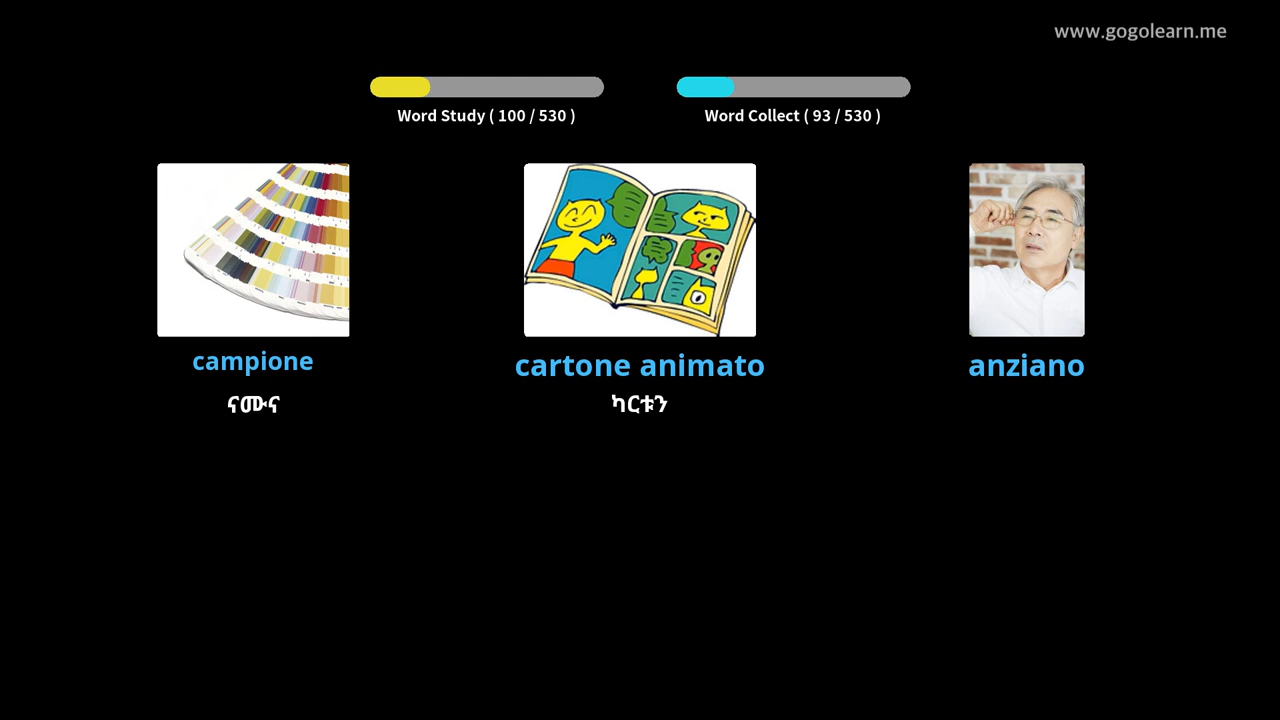 www.gogolearn.me
Word Study ( 100 / 530 )
Word Collect ( 93 / 530 )
campione
cartone animato
anziano
ናሙና
ካርቱን